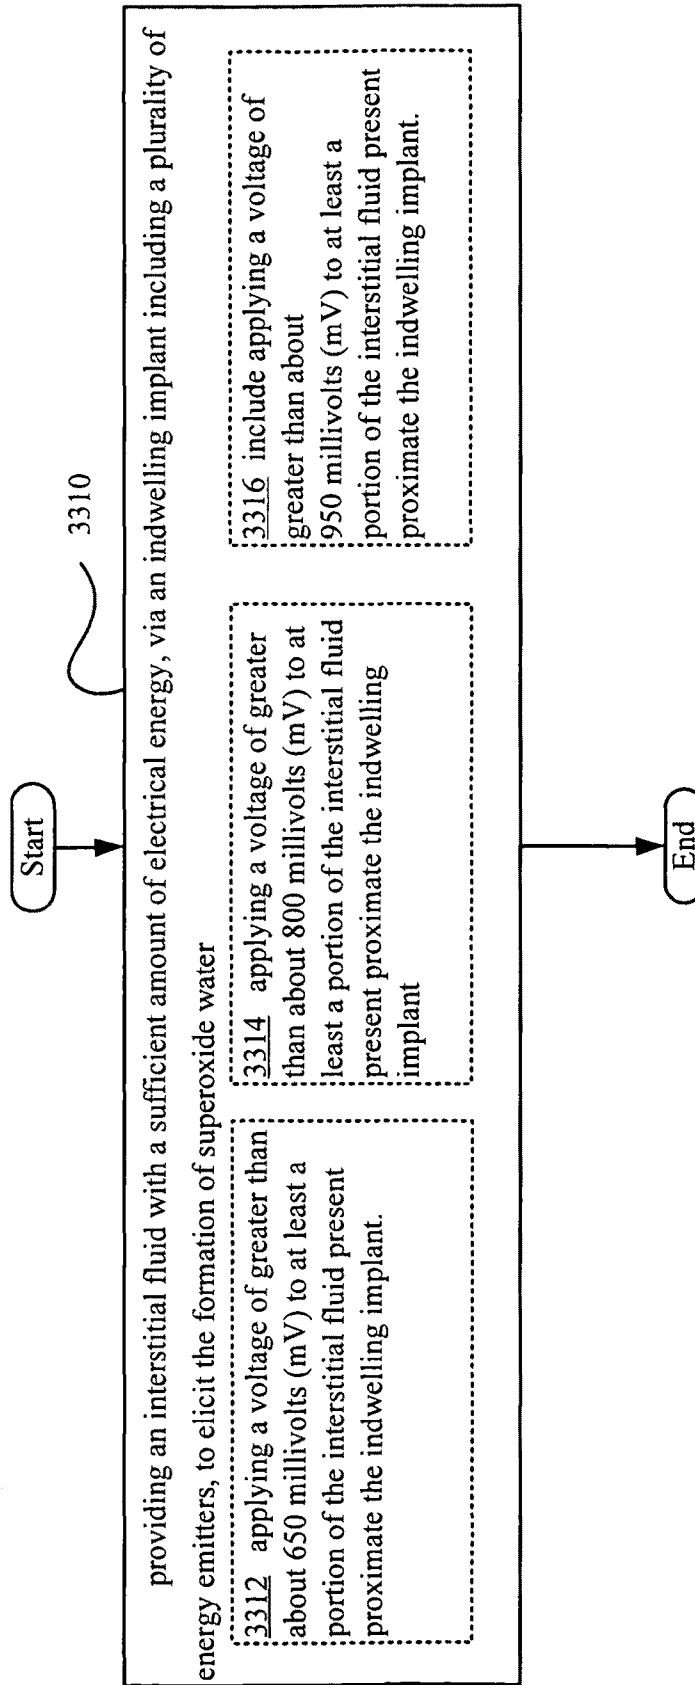 Start
3310
providing an interstitial fluid with a sufficient amount of electrical energy, via an indwelling implant including a plurality of
energy emitters, to elicit the formation of superoxide water
3312 applying a voltage of greater than
about 650 millivolts (mV) to at least a
portion of the interstitial fluid present
proximate the indwelling implant.
3314 applying a voltage of greater
than about 800 millivolts (mV) to at
least a portion of the interstitial fluid
present proximate the indwelling
implant
3316 include applying a voltage of
greater than about
950 millivolts (mV) to at least a
portion of the interstitial fluid present
proximate the indwelling implant.
End